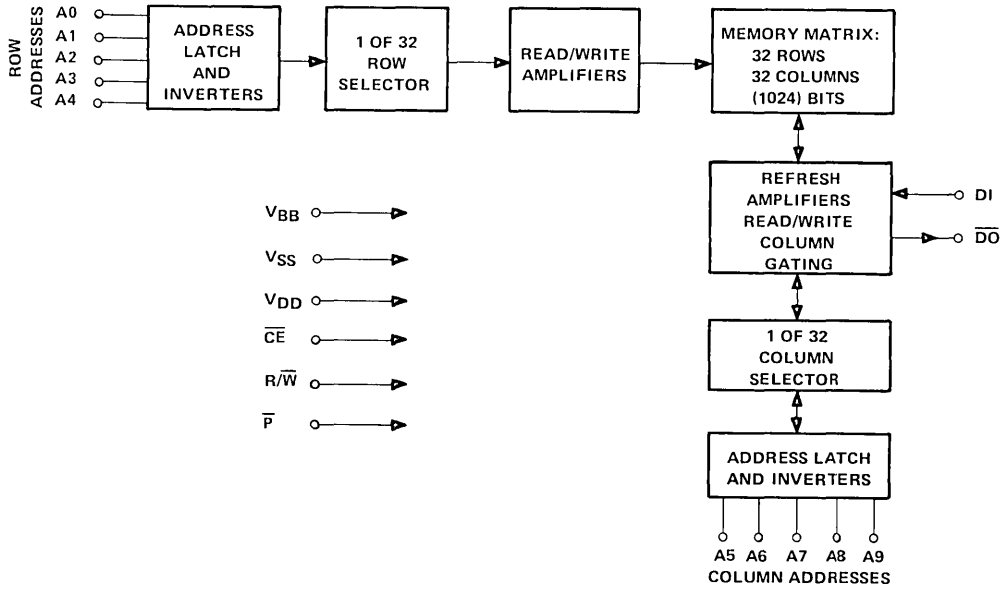 ROW
ADDRESSES
A0
A1
A2
A3
A4
ADDRESS
LATCH
AND
INVERTERS
1 OF 32
ROW
SELECTOR
READ/WRITE
AMPLIFIERS
MEMORY MATRIX:
32 ROWS
32 COLUMNS
(1024) BITS
REFRESH
AMPLIFIERS
READ/WRITE
COLUMN
GATING
DI
D̅O̅
VBB
VSS
VDD
C̅E̅
R/W̅
P̅
1 OF 32
COLUMN
SELECTOR
ADDRESS LATCH
AND INVERTERS
A5 A6 A7 A8 A9
COLUMN ADDRESSES